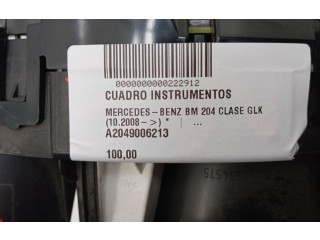 0000000000222912
CUADRO INSTRUMENTOS
MERCEDES-BENZ BM 204 CLASE GLK
(10.2008->) * | ...
A2049006213
100,00